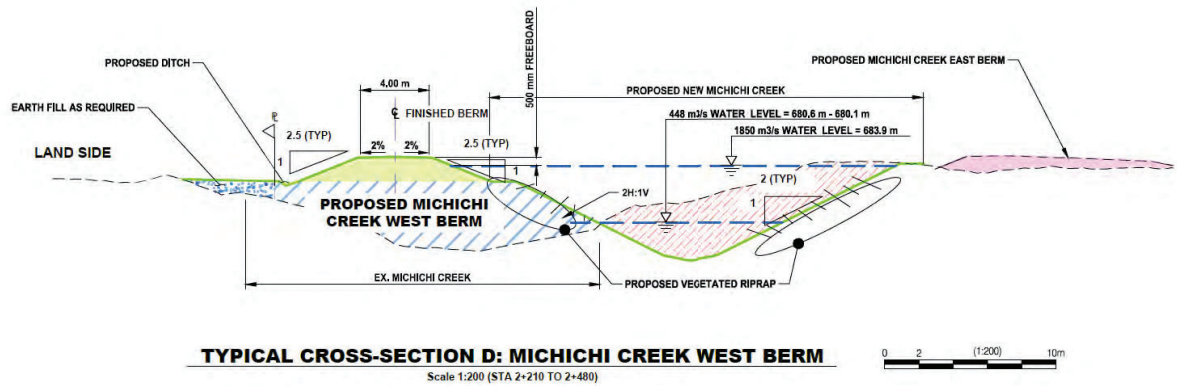 500 mm FREEBOARD
PROPOSED DITCH
4.00 m
PROPOSED MICHICHI CREEK EAST BERM
PROPOSED NEW MICHICHI CREEK
EARTH FILL AS REQUIRED
℄ FINISHED BERM
448 m³/s WATER LEVEL = 680.6 m - 680.1 m
1850 m³/s WATER LEVEL = 683.9 m
2.5 (TYP)
2%
2%
2.5 (TYP)
LAND SIDE
1
1
2 (TYP)
2H:1V
1
PROPOSED MICHICHI
CREEK WEST BERM
EX. MICHICHI CREEK
PROPOSED VEGETATED RIPRAP
TYPICAL CROSS-SECTION D: MICHICHI CREEK WEST BERM
Scale 1:200 (STA 2+210 TO 2+480)
0 2 (1:200) 10m